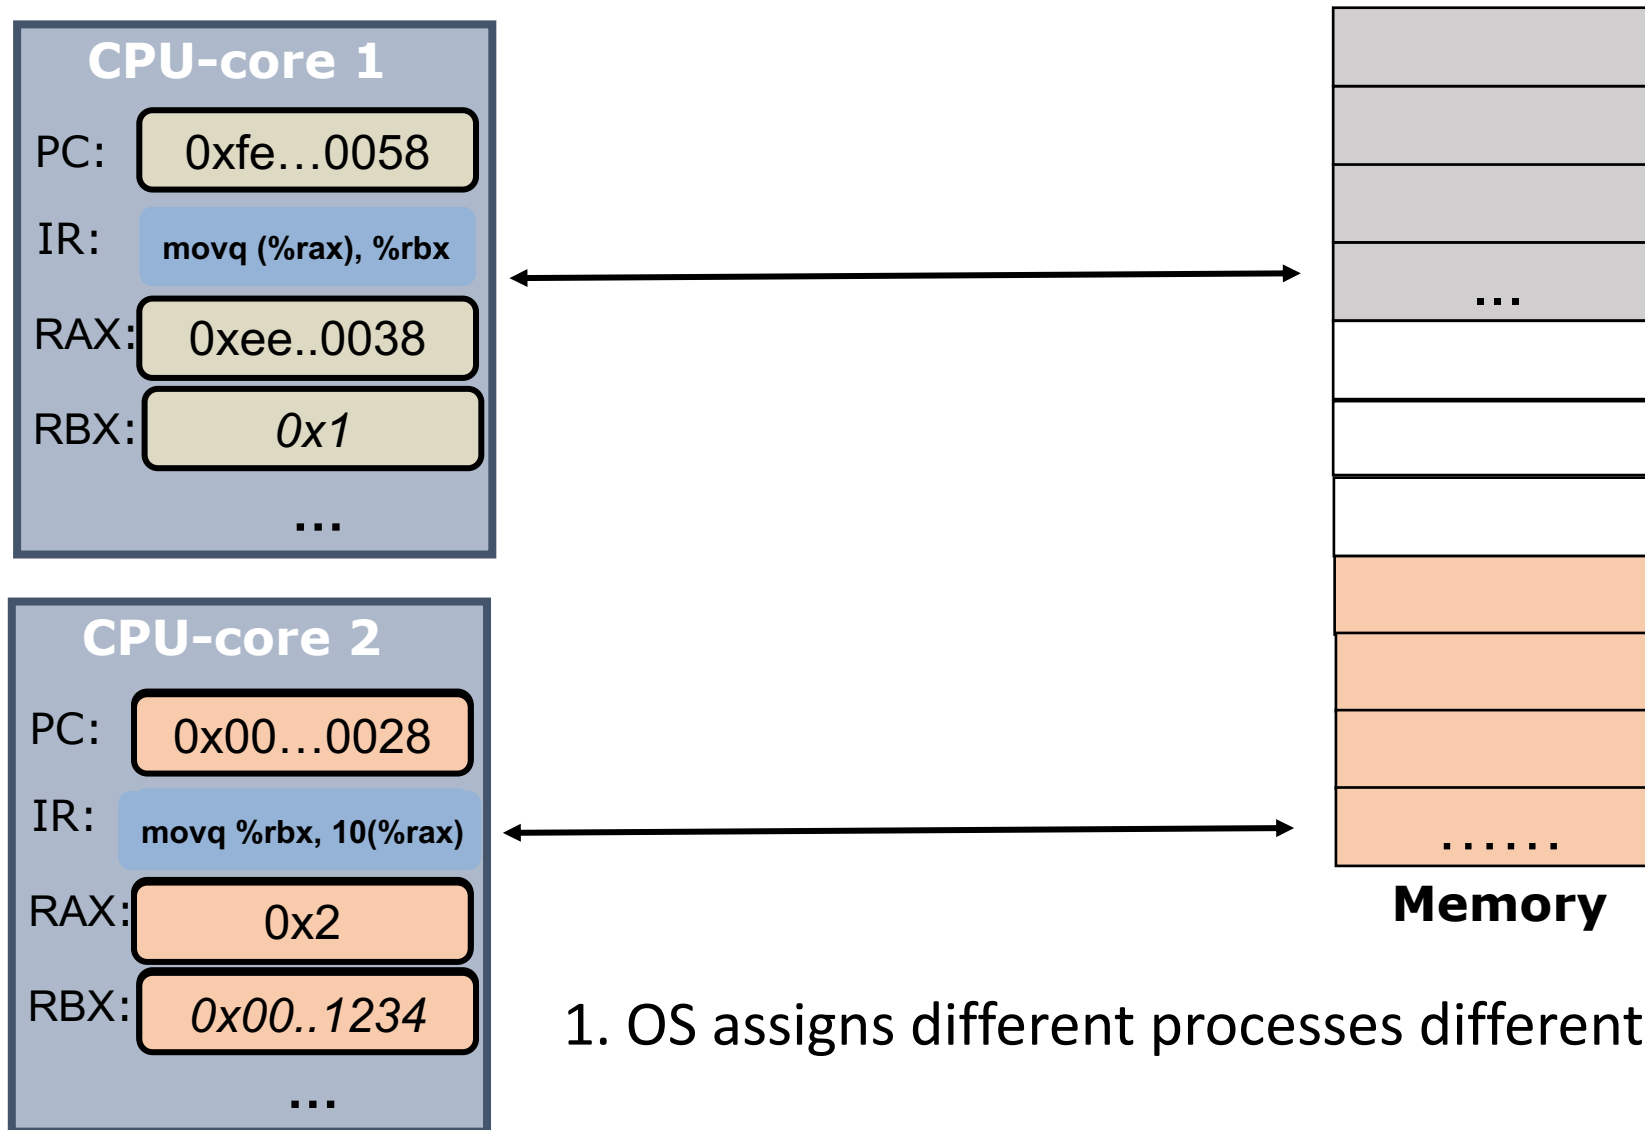 CPU-core 1
PC: 0xfe...0058
IR: movq (%rax), %rbx
RAX: 0xee..0038
RBX: 0x1
...
CPU-core 2
PC: 0x00...0028
IR: movq %rbx, 10(%rax)
RAX: 0x2
RBX: 0x00..1234
...
...
......
Memory
1. OS assigns different processes different